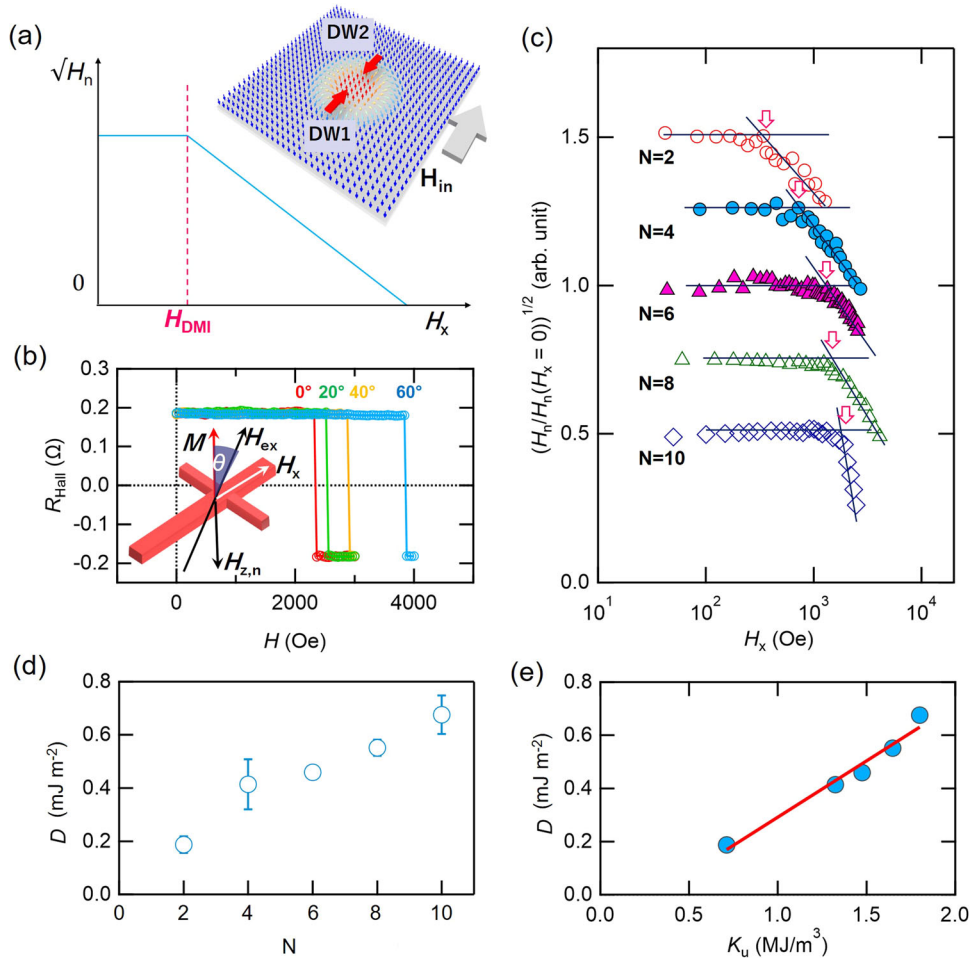 (a)
√Hn
DW2
DW1
Hin
0
HDMI
Hx
(b)
0.3
0.2
0.1
0.0
-0.1
-0.2
RHall (Ω)
0° 20° 40° 60°
M
θ
Hex
Hx
Hz,n
0 2000 4000
H (Oe)
(c)
1.5
1.0
0.5
0.0
(Hn/Hn(Hx = 0))1/2 (arb. unit)
N=2
N=4
N=6
N=8
N=10
101 102 103 104
Hx (Oe)
(d)
0.8
0.6
0.4
0.2
0.0
D (mJ m-2)
0 2 4 6 8 10
N
(e)
0.8
0.6
0.4
0.2
0.0
D (mJ m-2)
0.0 0.5 1.0 1.5 2.0
Ku (MJ/m3)